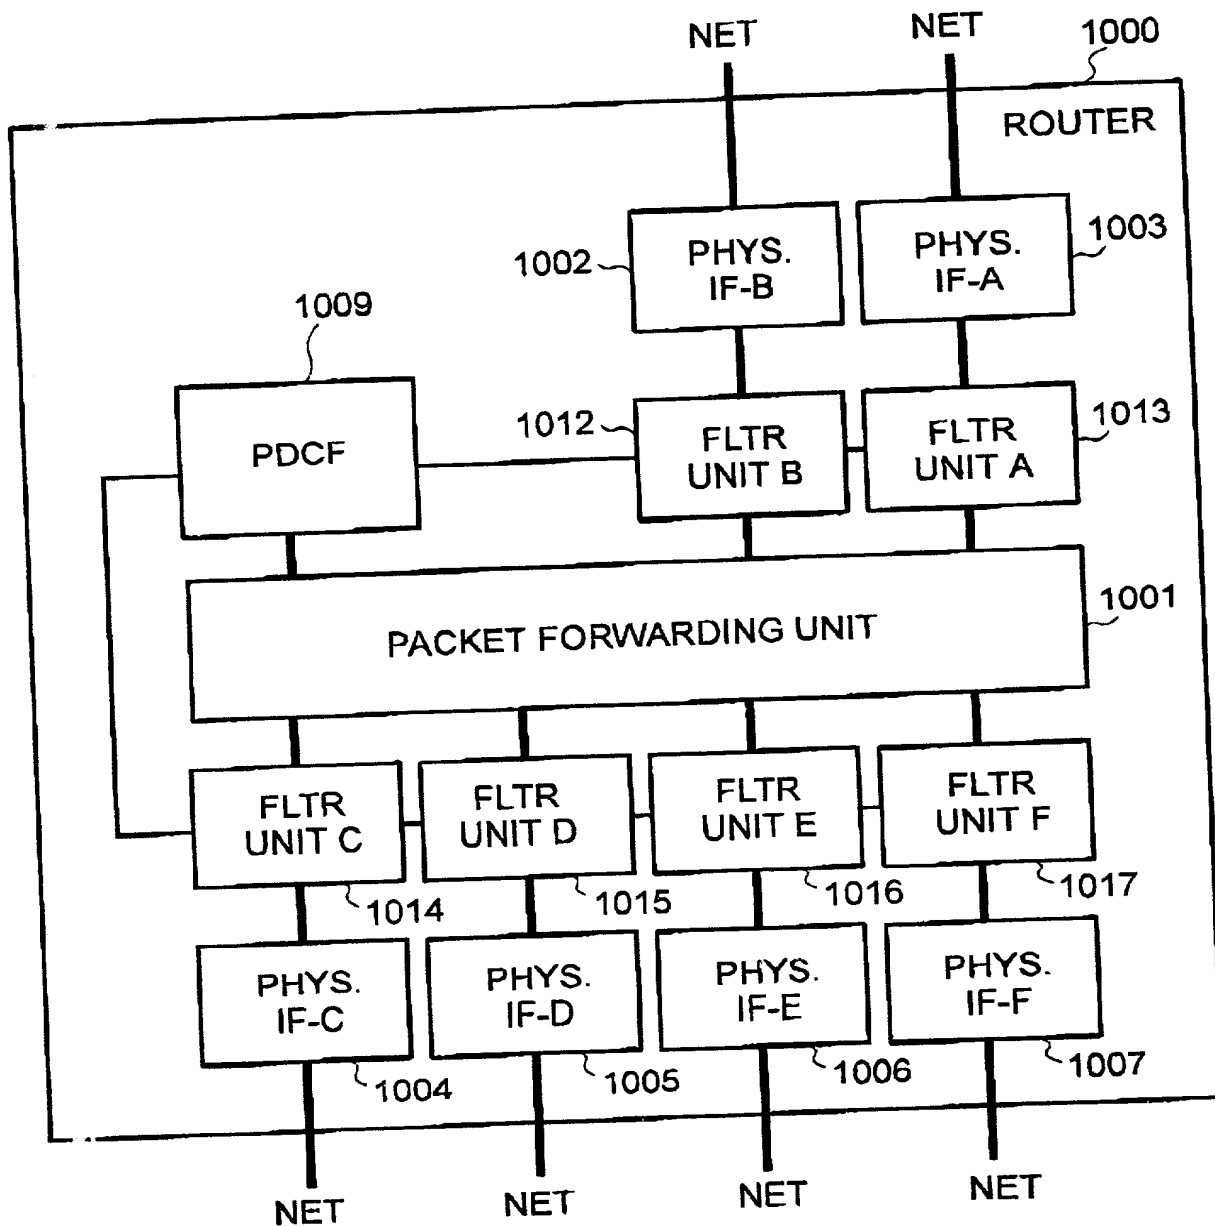 NET
NET
1000
ROUTER
1002
PHYS.
IF-B
PHYS.
IF-A
1003
1009
PDCF
1012
FLTR
UNIT B
FLTR
UNIT A
1013
PACKET FORWARDING UNIT
1001
FLTR
UNIT C
FLTR
UNIT D
FLTR
UNIT E
FLTR
UNIT F
1014
1015
1016
1017
PHYS.
IF-C
PHYS.
IF-D
PHYS.
IF-E
PHYS.
IF-F
1004
1005
1006
1007
NET
NET
NET
NET